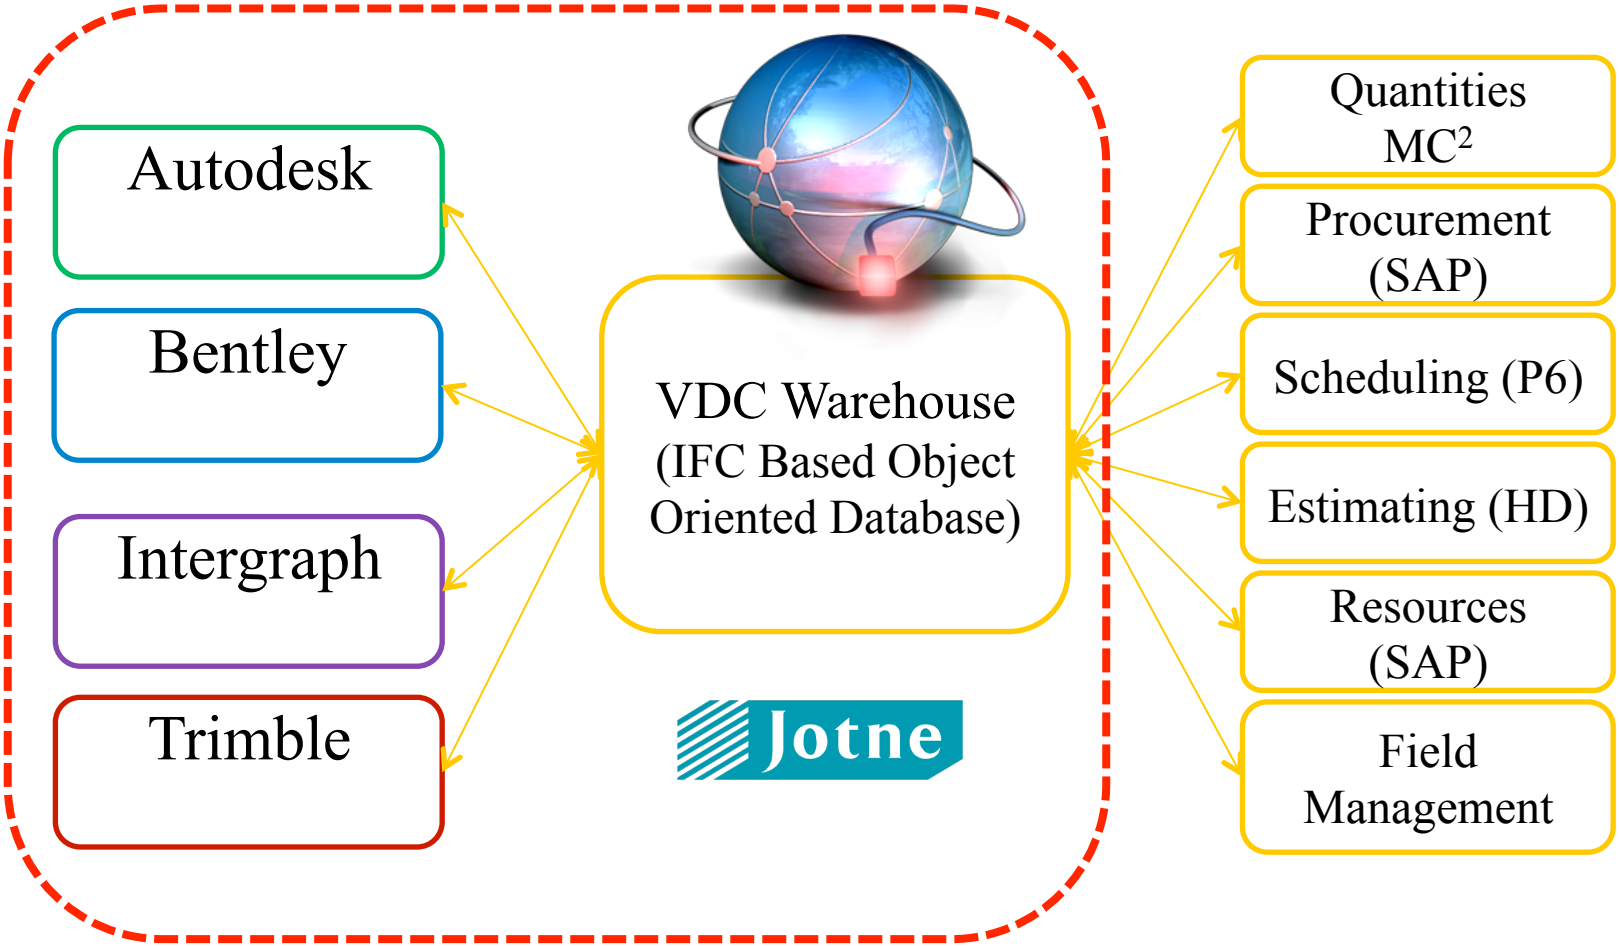 Autodesk
Bentley
Intergraph
Trimble
VDC Warehouse
(IFC Based Object
Oriented Database)
Jotne
Quantities
MC²
Procurement
(SAP)
Scheduling (P6)
Estimating (HD)
Resources
(SAP)
Field
Management